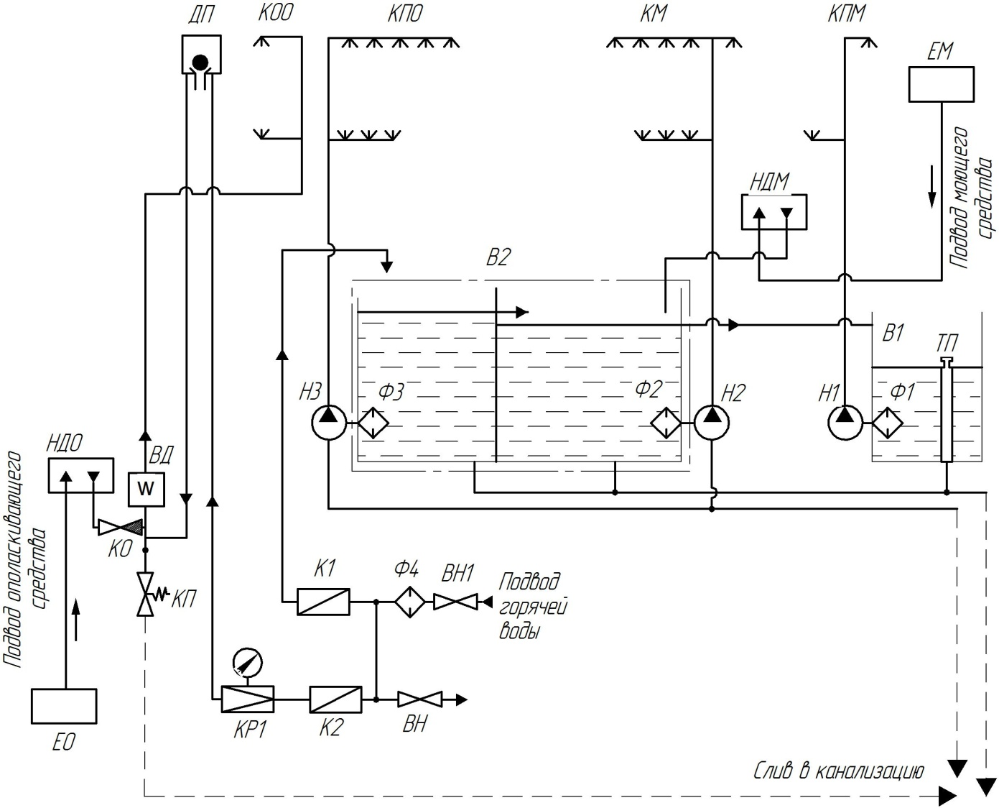 ДП
КОО
КПО
КМ
КПМ
ЕМ
Подвод моющего
средства
НДМ
В2
В1
ТП
Н3
Ф3
Ф2
Н2
Н1
Ф1
НДО
ВД
W
Подвод ополаскивающего
средства
КО
КП
К1
Ф4
ВН1
Подвод
горячей
воды
КР1
К2
ВН
ЕО
Слив в канализацию